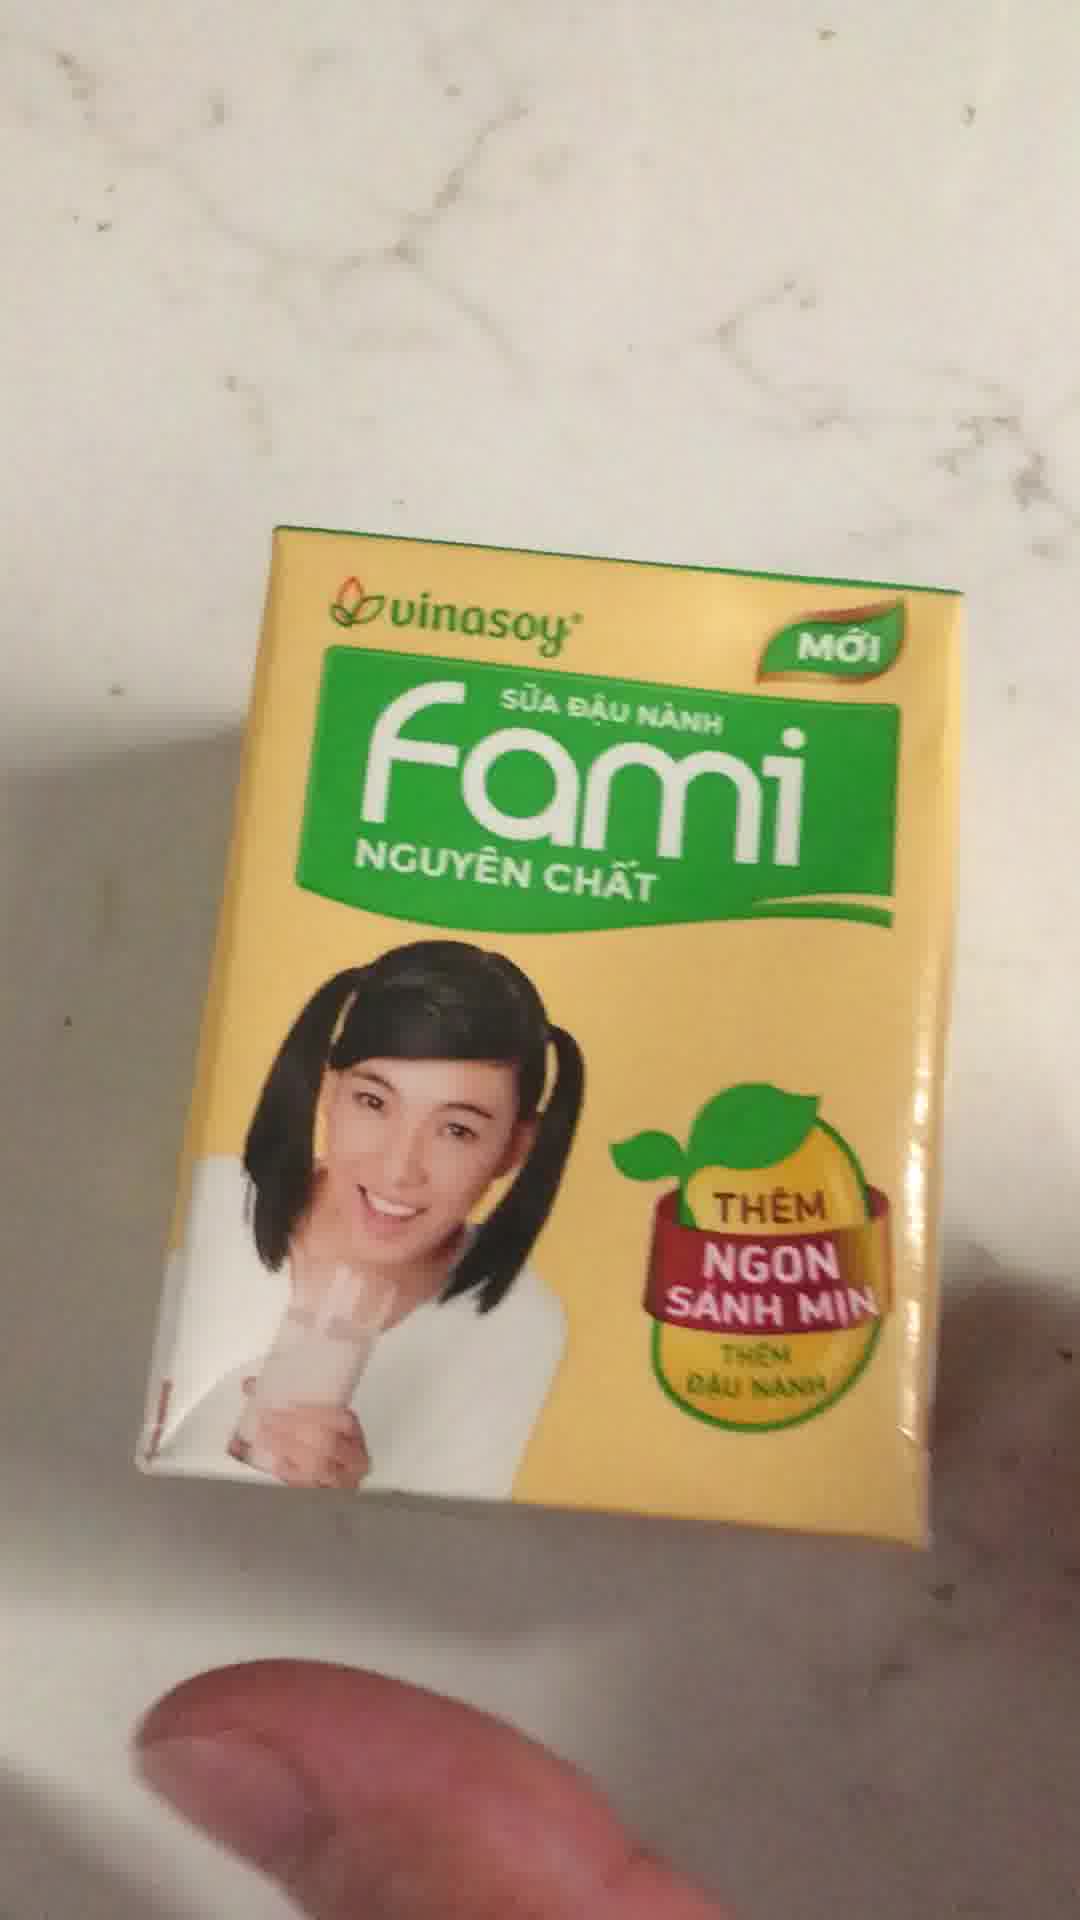 vinasoy
MỚI
SỮA ĐẬU NÀNH
Fami
NGUYÊN CHẤT
THÊM
NGON
SÁNH MỊN
THÊM
ĐẬU NÀNH